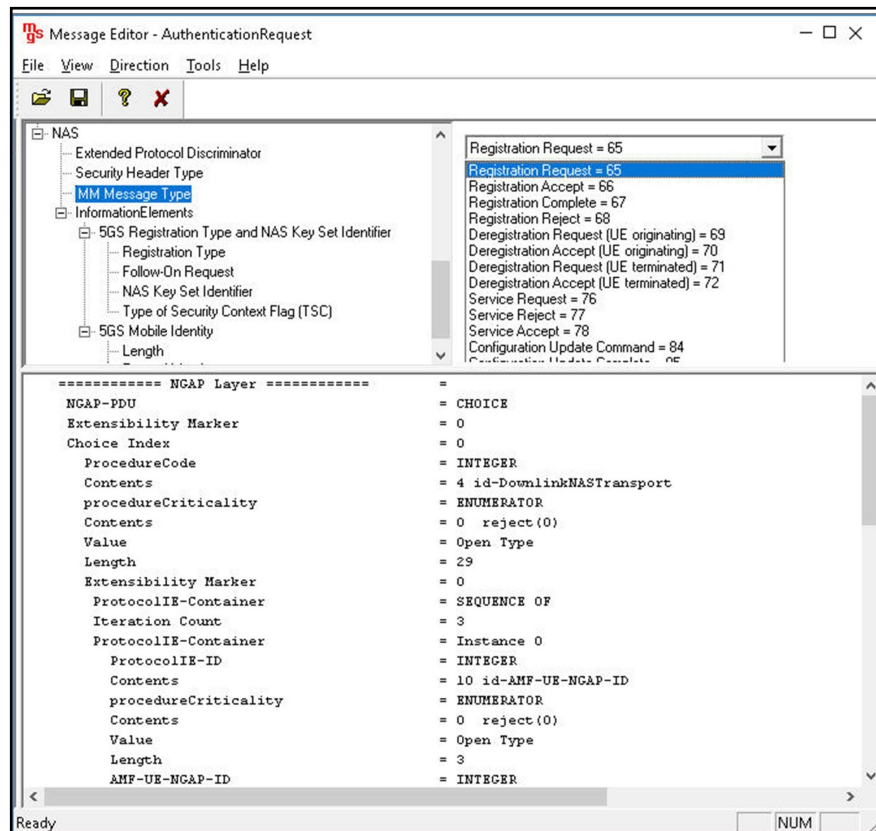 mgs Message Editor - AuthenticationRequest
File View Direction Tools Help
NAS
Extended Protocol Discriminator
Security Header Type
MM Message Type
InformationElements
5GS Registration Type and NAS Key Set Identifier
Registration Type
Follow-On Request
NAS Key Set Identifier
Type of Security Context Flag (TSC)
5GS Mobile Identity
Length
Registration Request = 65
Registration Request = 65
Registration Accept = 66
Registration Complete = 67
Registration Reject = 68
Deregistration Request (UE originating) = 69
Deregistration Accept (UE originating) = 70
Deregistration Request (UE terminated) = 71
Deregistration Accept (UE terminated) = 72
Service Request = 76
Service Reject = 77
Service Accept = 78
Configuration Update Command = 84
============ NGAP Layer ============ =
NGAP-PDU = CHOICE
Extensibility Marker = 0
Choice Index = 0
ProcedureCode = INTEGER
Contents = 4 id-DownlinkNASTransport
procedureCriticality = ENUMERATOR
Contents = 0 reject(0)
Value = Open Type
Length = 29
Extensibility Marker = 0
ProtocolIE-Container = SEQUENCE OF
Iteration Count = 3
ProtocolIE-Container = Instance 0
ProtocolIE-ID = INTEGER
Contents = 10 id-AMF-UE-NGAP-ID
procedureCriticality = ENUMERATOR
Contents = 0 reject(0)
Value = Open Type
Length = 3
AMF-UE-NGAP-ID = INTEGER
Ready NUM